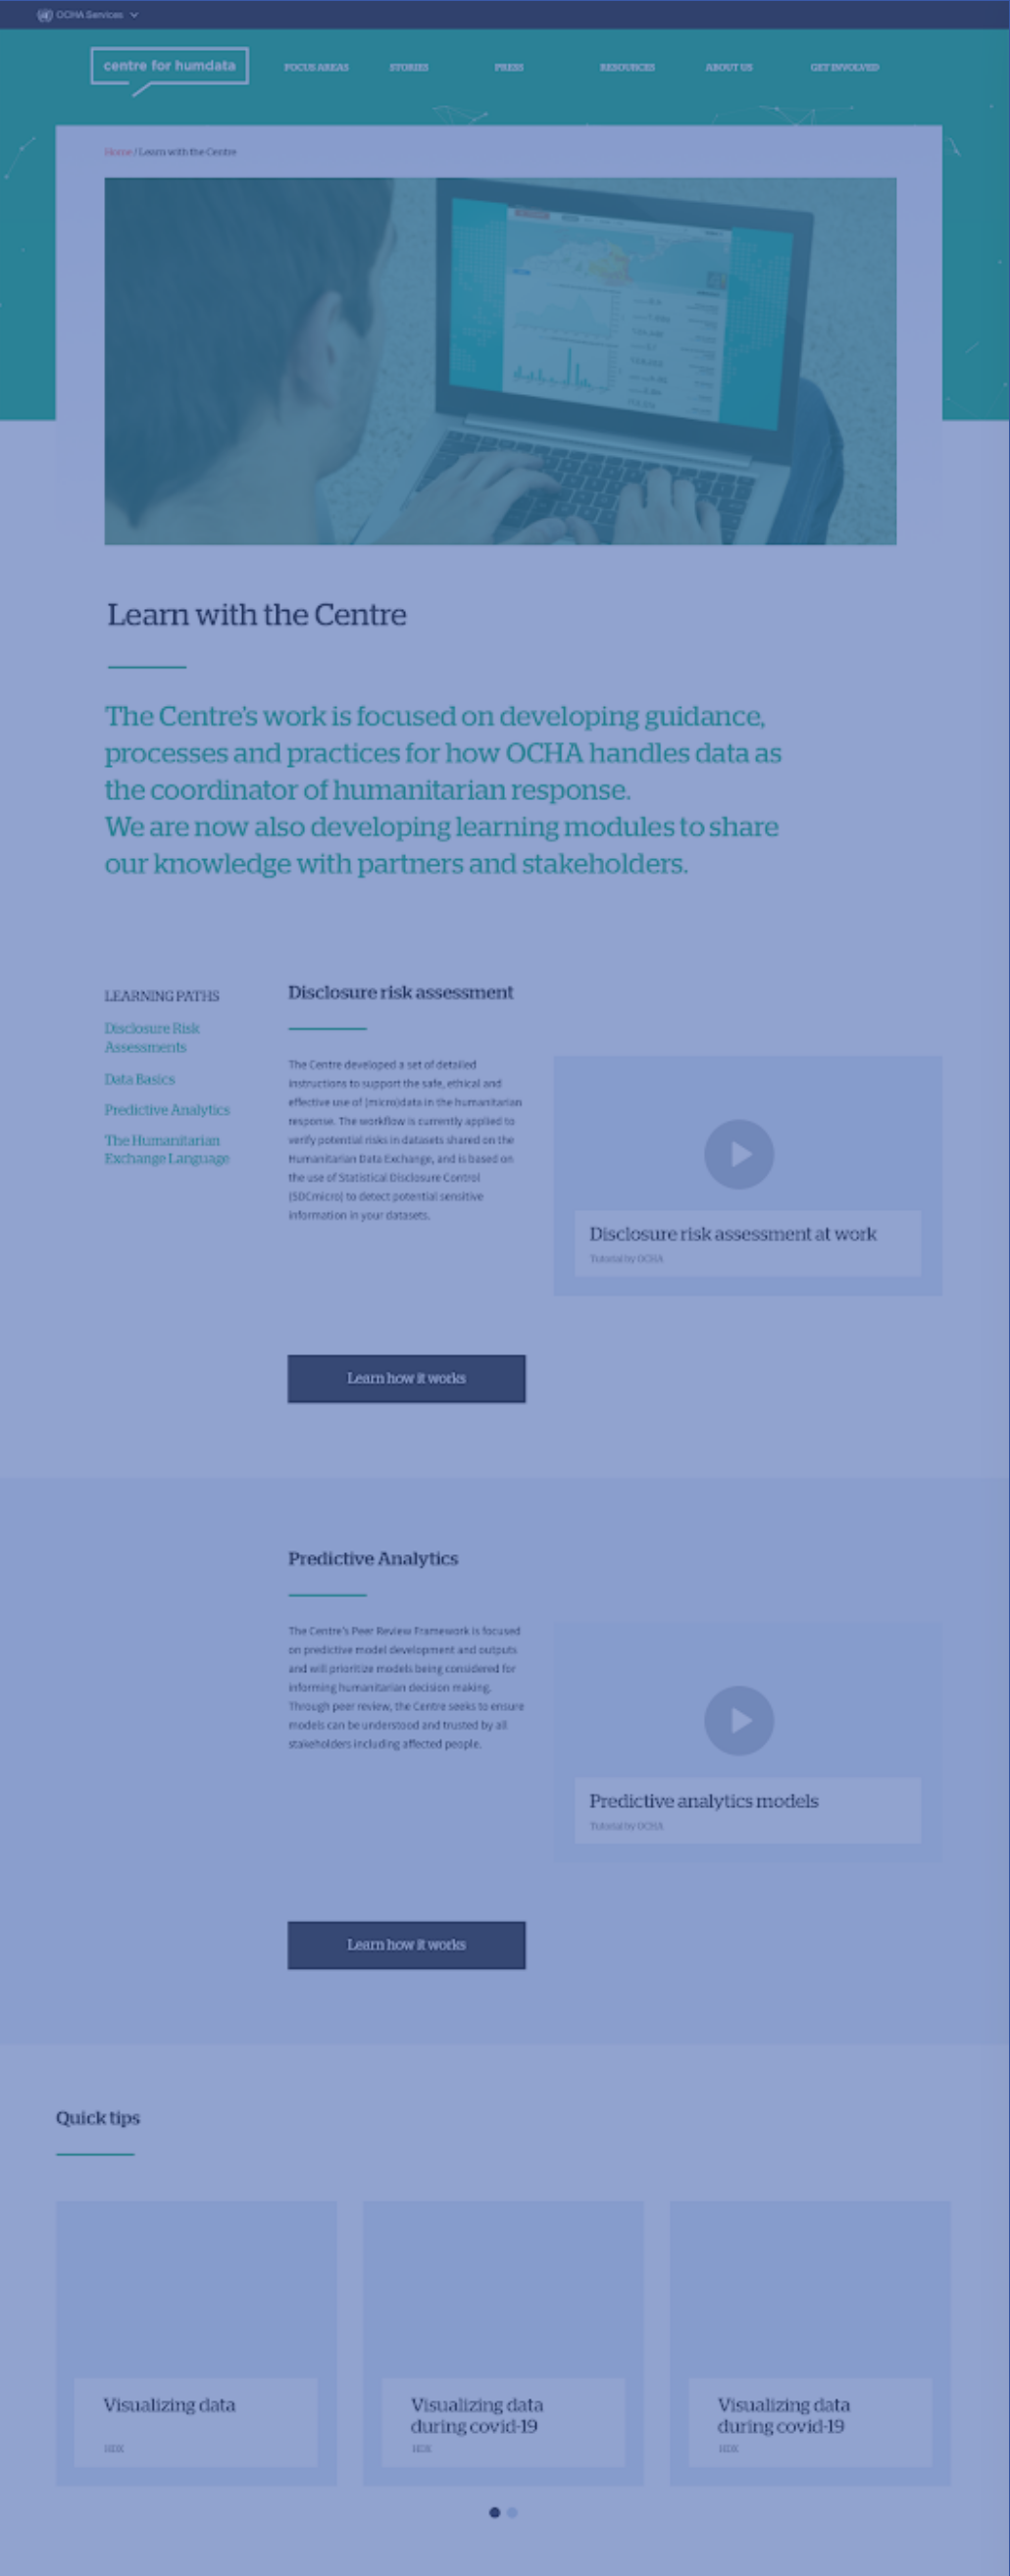 OCHA Services
centre for humdata
FOCUS AREAS
STORIES
PRESS
RESOURCES
ABOUT US
GET INVOLVED
Home / Learn with the Centre
Learn with the Centre
The Centre's work is focused on developing guidance,
processes and practices for how OCHA handles data as
the coordinator of humanitarian response.
We are now also developing learning modules to share
our knowledge with partners and stakeholders.
LEARNING PATHS
Disclosure Risk
Assessments
Data Basics
Predictive Analytics
The Humanitarian
Exchange Language
Disclosure risk assessment
The Centre developed a set of detailed
instructions to support the safe, ethical and
effective use of (micro)data in the humanitarian
response. The workflow is currently applied to
verify potential risks in datasets shared on the
Humanitarian Data Exchange, and is based on
the use of Statistical Disclosure Control
(SDCmicro) to detect potential sensitive
information in your datasets.
Disclosure risk assessment at work
Tutorial by OCHA
Learn how it works
Predictive Analytics
The Centre's Peer Review Framework is focused
on predictive model development and outputs
and will prioritize models being considered for
informing humanitarian decision making.
Through peer review, the Centre seeks to ensure
models can be understood and trusted by all
stakeholders including affected people.
Predictive analytics models
Tutorial by OCHA
Learn how it works
Quick tips
Visualizing data
HDX
Visualizing data
during covid-19
HDX
Visualizing data
during covid-19
HDX